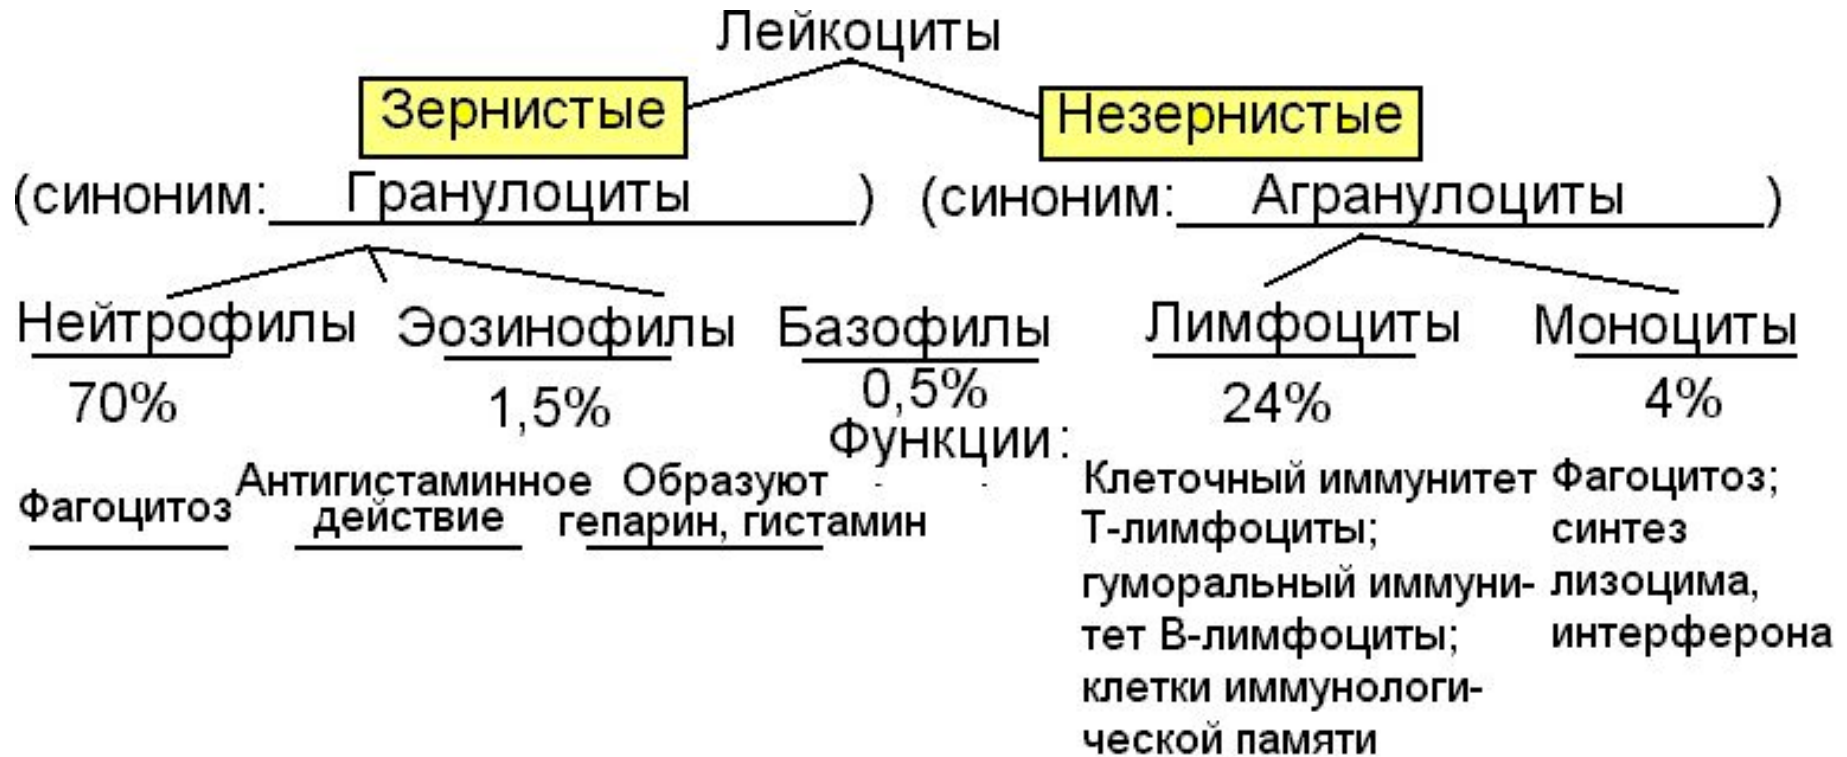 Лейкоциты
Зернистые
Незернистые
(синоним: Гранулоциты )
(синоним: Агранулоциты )
Нейтрофилы
Эозинофилы
Базофилы
Лимфоциты
Моноциты
70%
1,5%
0,5%
24%
4%
Функции:
Фагоцитоз
Антигистаминное
действие
Образуют
гепарин, гистамин
Клеточный иммунитет
Т-лимфоциты;
гуморальный иммуни-
тет В-лимфоциты;
клетки иммунологи-
ческой памяти
Фагоцитоз;
синтез
лизоцима,
интерферона